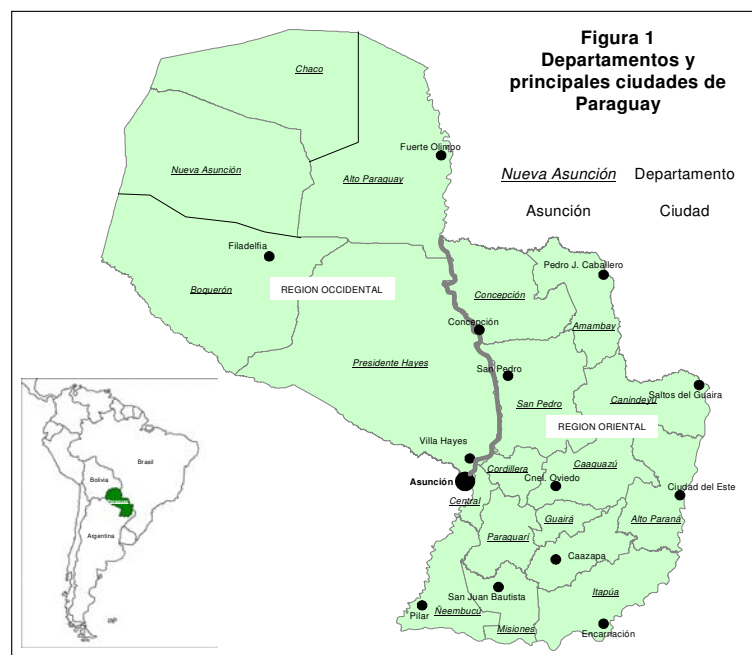 Figura 1
Departamentos y
principales ciudades de
Paraguay
Chaco
Fuerte Olimpo
Nueva Asunción
Alto Paraguay
Nueva Asunción Departamento
Asunción Ciudad
Filadelfia
Pedro J. Caballero
Boquerón
REGION OCCIDENTAL
Concepción
Concepción
Amambay
Presidente Hayes
San Pedro
Saltos del Guaira
San Pedro
Canindeyú
REGION ORIENTAL
Villa Hayes
Cordillera
Caaguazú
Asunción
Cnel. Oviedo
Ciudad del Este
Central
Guairá
Alto Paraná
Paraguarí
Caazapa
San Juan Bautista
Itapúa
Pilar
Ñeembucú
Misiones
Encarnación
Brasil
Bolivia
Argentina